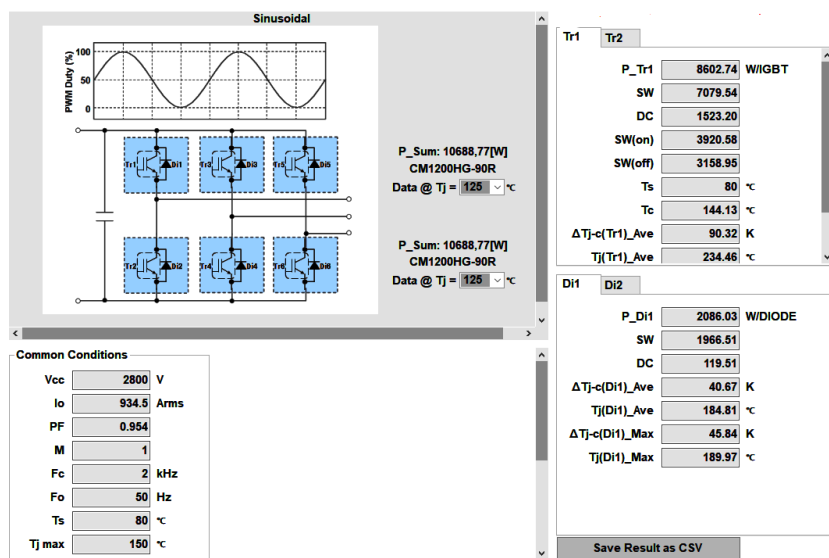 Sinusoidal
PWM Duty (%)
100
50
0
Tr1 Di1 Tr3 Di3 Tr5 Di5
Tr2 Di2 Tr4 Di4 Tr6 Di6
P_Sum: 10688,77[W]
CM1200HG-90R
Data @ Tj = 125 ℃
P_Sum: 10688,77[W]
CM1200HG-90R
Data @ Tj = 125 ℃
Common Conditions
Vcc 2800 V
Io 934.5 Arms
PF 0.954
M 1
Fc 2 kHz
Fo 50 Hz
Ts 80 ℃
Tj max 150 ℃
Tr1 Tr2
P_Tr1 8602.74 W/IGBT
SW 7079.54
DC 1523.20
SW(on) 3920.58
SW(off) 3158.95
Ts 80 ℃
Tc 144.13 ℃
ΔTj-c(Tr1)_Ave 90.32 K
Tj(Tr1)_Ave 234.46 ℃
Di1 Di2
P_Di1 2086.03 W/DIODE
SW 1966.51
DC 119.51
ΔTj-c(Di1)_Ave 40.67 K
Tj(Di1)_Ave 184.81 ℃
ΔTj-c(Di1)_Max 45.84 K
Tj(Di1)_Max 189.97 ℃
Save Result as CSV